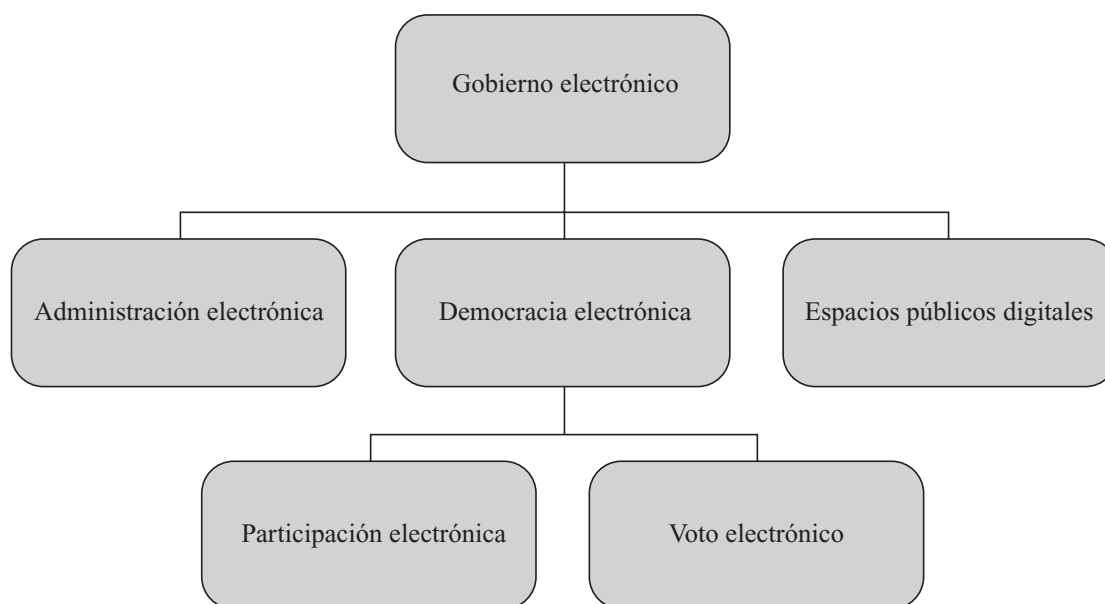 Gobierno electrónico
Administración electrónica
Democracia electrónica
Espacios públicos digitales
Participación electrónica
Voto electrónico